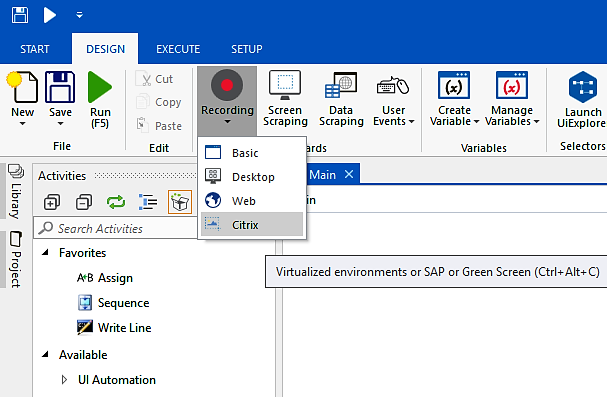 START DESIGN EXECUTE SETUP
New Save Run (F5)
File
Cut
Copy
Paste
Edit
Recording Screen Scraping Data Scraping User Events
ards
Create Variable Manage Variables
Variables
Launch UiExplore
Selectors
Basic
Desktop
Web
Citrix
Virtualized environments or SAP or Green Screen (Ctrl+Alt+C)
Library
Project
Activities
Search Activities
Favorites
A+B Assign
Sequence
Write Line
Available
UI Automation
Main
in